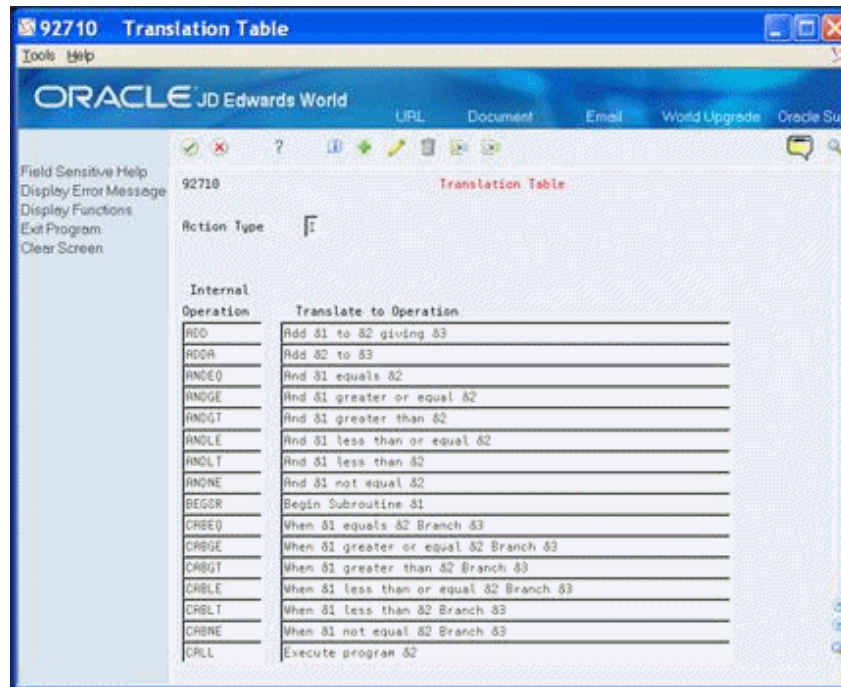 92710 Translation Table
Tools Help
ORACLE JD Edwards World
URL Document Email World Upgrade Oracle Su
?
Field Sensitive Help
Display Error Message
Display Functions
Exit Program
Clear Screen
92710 Translation Table
Action Type I
Internal
Operation Translate to Operation
ADD Add &1 to &2 giving &3
ADDA Add &2 to &3
ANDEQ And &1 equals &2
ANDGE And &1 greater or equal &2
ANDGT And &1 greater than &2
ANDLE And &1 less than or equal &2
ANDLT And &1 less than &2
ANDNE And &1 not equal &2
BEGSR Begin Subroutine &1
CABEQ When &1 equals &2 Branch &3
CABGE When &1 greater or equal &2 Branch &3
CABGT When &1 greater than &2 Branch &3
CABLE When &1 less than or equal &2 Branch &3
CABLT When &1 less than &2 Branch &3
CABNE When &1 not equal &2 Branch &3
CALL Execute program &2